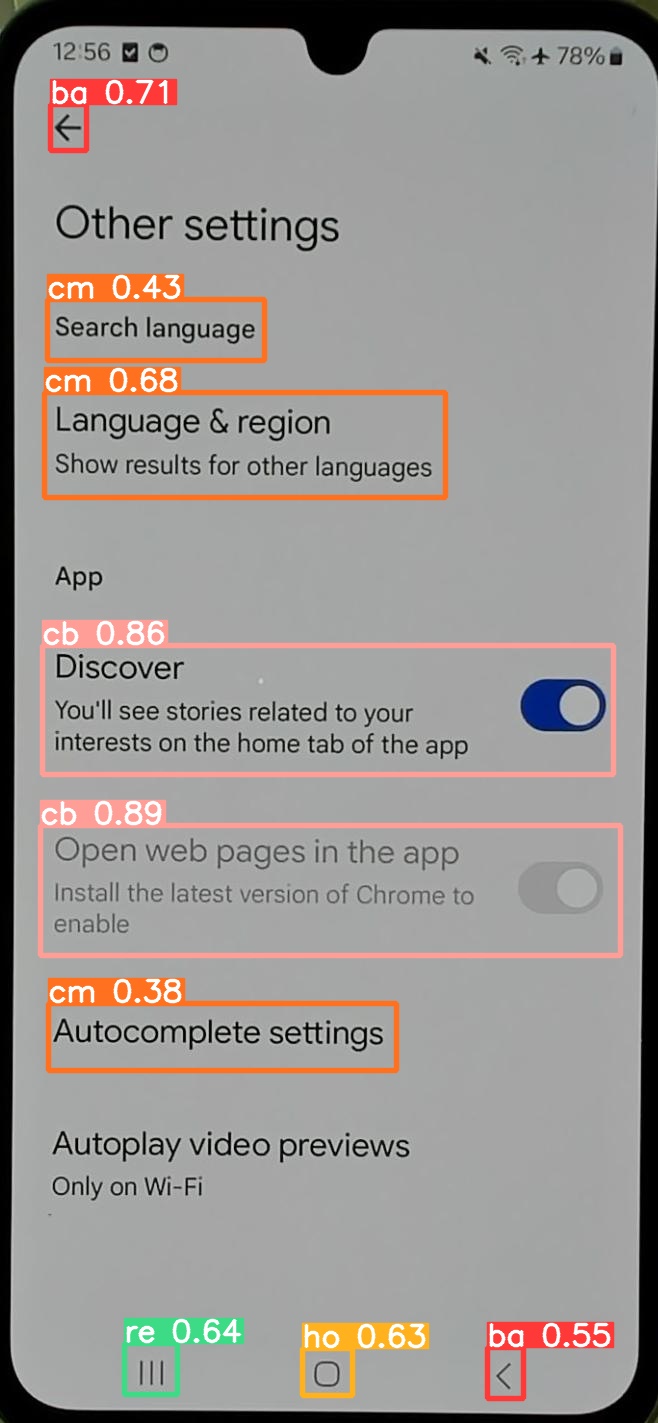 12:56
78%
ba 0.71
Other settings
cm 0.43
Search language
cm 0.68
Language & region
Show results for other languages
App
cb 0.86
Discover
You'll see stories related to your
interests on the home tab of the app
cb 0.89
Open web pages in the app
Install the latest version of Chrome to
enable
cm 0.38
Autocomplete settings
Autoplay video previews
Only on Wi-Fi
re 0.64
ho 0.63
ba 0.55